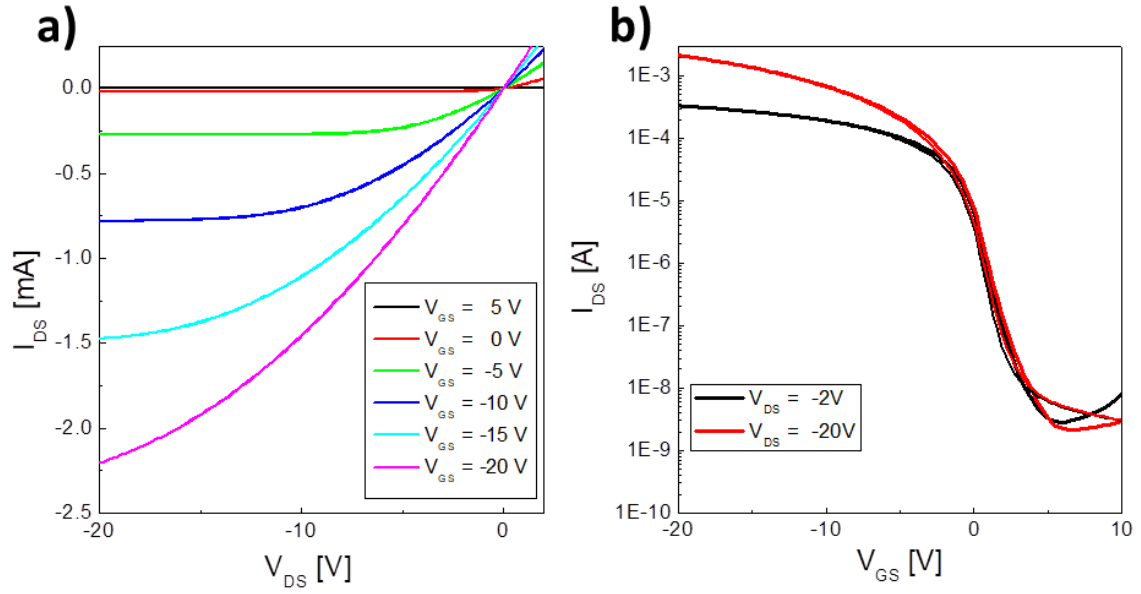 a)
0.0
-0.5
-1.0
-1.5
-2.0
-2.5
I_DS [mA]
-20
-10
0
V_DS [V]
V_GS = 5 V
V_GS = 0 V
V_GS = -5 V
V_GS = -10 V
V_GS = -15 V
V_GS = -20 V
b)
1E-3
1E-4
1E-5
1E-6
1E-7
1E-8
1E-9
1E-10
I_DS [A]
-20
-10
0
10
V_GS [V]
V_DS = -2V
V_DS = -20V